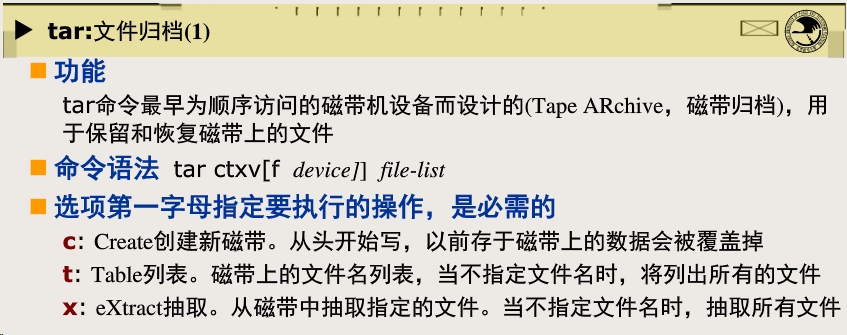 tar:文件归档(1)
功能
tar命令最早为顺序访问的磁带机设备而设计的(Tape ARchive，磁带归档)，用
于保留和恢复磁带上的文件
命令语法 tar ctxv[f device]] file-list
选项第一字母指定要执行的操作，是必需的
c: Create创建新磁带。从头开始写，以前存于磁带上的数据会被覆盖掉
t: Table列表。磁带上的文件名列表，当不指定文件名时，将列出所有的文件
x: eXtract抽取。从磁带中抽取指定的文件。当不指定文件名时，抽取所有文件